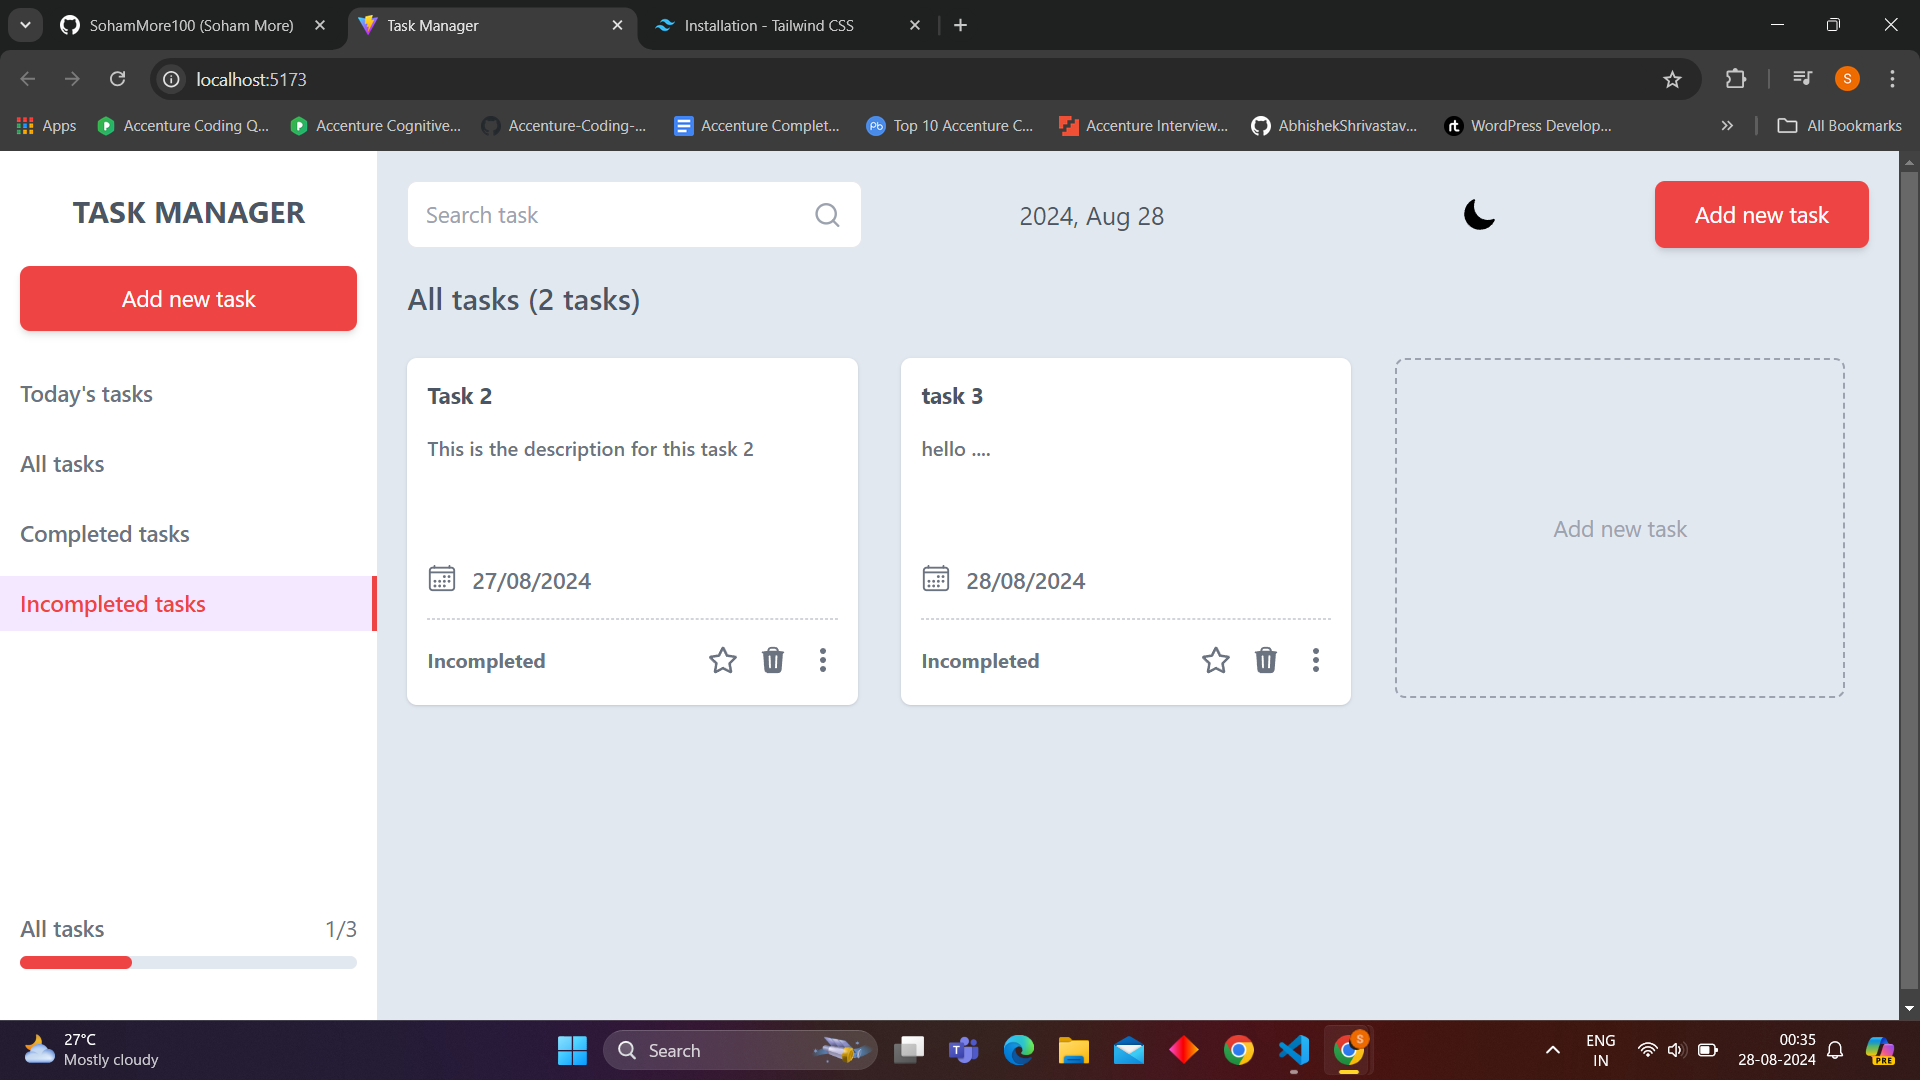 SohamMore100 (Soham More)
Task Manager
Installation - Tailwind CSS
localhost:5173
S
Apps
Accenture Coding Q...
Accenture Cognitive...
Accenture-Coding-...
Accenture Complet...
Pb
Top 10 Accenture C...
Accenture Interview...
AbhishekShrivastav...
rt
WordPress Develop...
All Bookmarks
TASK MANAGER
Add new task
Today's tasks
All tasks
Completed tasks
Incompleted tasks
All tasks 1/3
Search task
2024, Aug 28
Add new task
All tasks (2 tasks)
Task 2
This is the description for this task 2
27/08/2024
Incompleted
task 3
hello ....
28/08/2024
Incompleted
Add new task
27°C
Mostly cloudy
Search
S
ENG
IN
00:35
28-08-2024
PRE